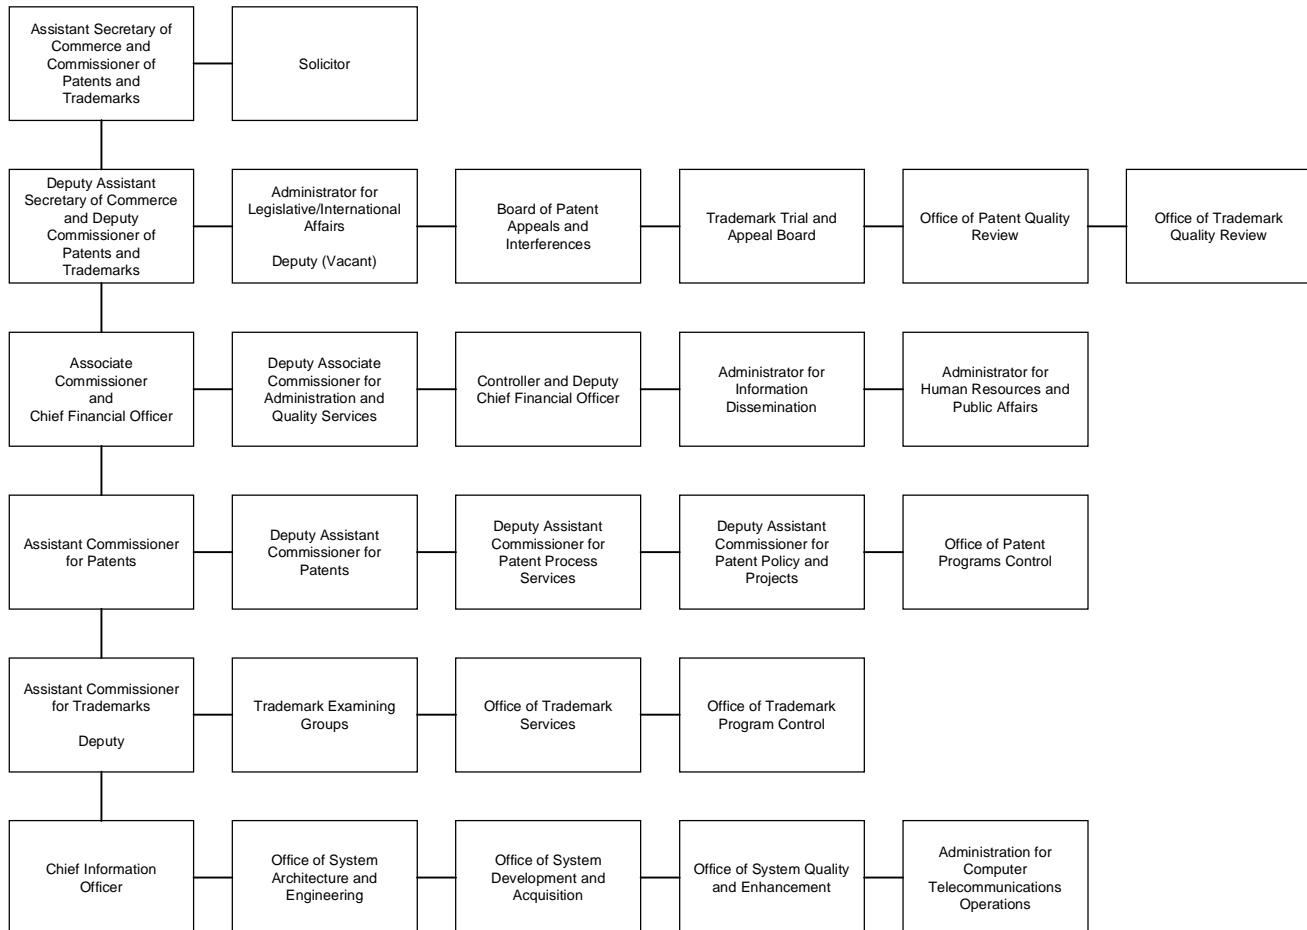 Assistant Secretary of
Commerce and
Commissioner of
Patents and
Trademarks
Solicitor
Deputy Assistant
Secretary of Commerce
and Deputy
Commissioner of
Patents and
Trademarks
Administrator for
Legislative/International
Affairs
Deputy (Vacant)
Board of Patent
Appeals and
Interferences
Trademark Trial and
Appeal Board
Office of Patent Quality
Review
Office of Trademark
Quality Review
Associate
Commissioner
and
Chief Financial Officer
Deputy Associate
Commissioner for
Administration and
Quality Services
Controller and Deputy
Chief Financial Officer
Administrator for
Information
Dissemination
Administrator for
Human Resources and
Public Affairs
Assistant Commissioner
for Patents
Deputy Assistant
Commissioner for
Patents
Deputy Assistant
Commissioner for
Patent Process
Services
Deputy Assistant
Commissioner for
Patent Policy and
Projects
Office of Patent
Programs Control
Assistant Commissioner
for Trademarks
Deputy
Trademark Examining
Groups
Office of Trademark
Services
Office of Trademark
Program Control
Chief Information
Officer
Office of System
Architecture and
Engineering
Office of System
Development and
Acquisition
Office of System Quality
and Enhancement
Administration for
Computer
Telecommunications
Operations